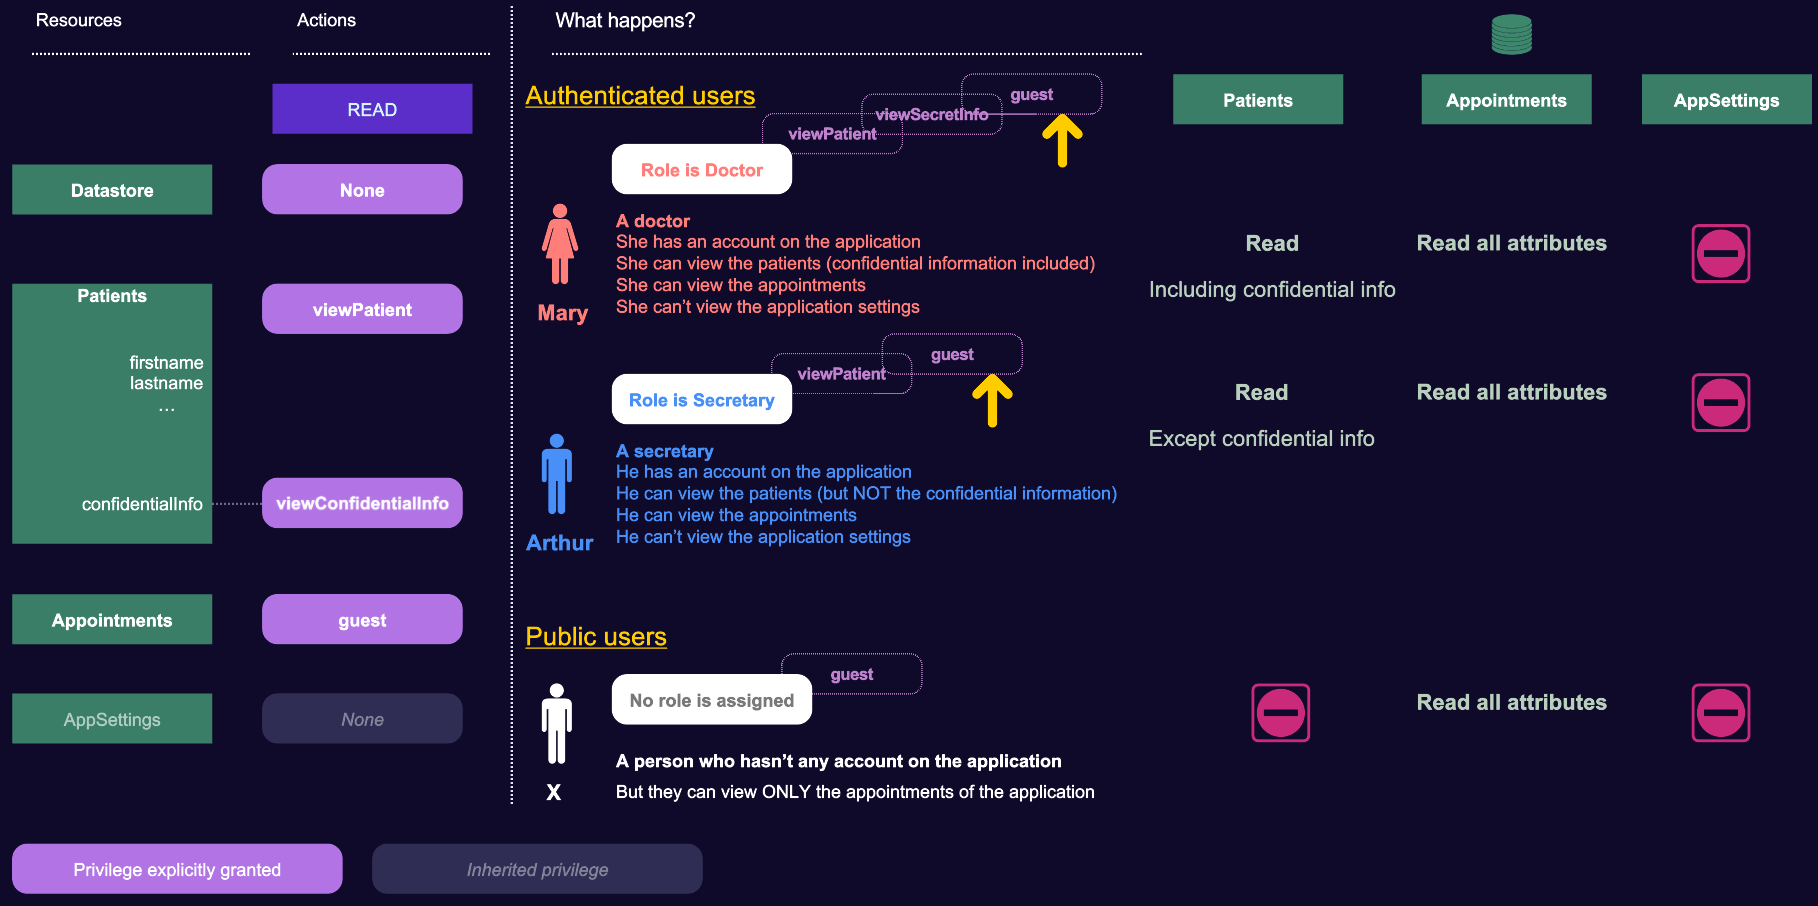 Resources
Actions
What happens?
READ
Authenticated users
guest
viewSecretInfo
viewPatient
Role is Doctor
Patients
Appointments
AppSettings
Datastore
None
A doctor
She has an account on the application
She can view the patients (confidential information included)
She can view the appointments
She can’t view the application settings
Mary
Read
Including confidential info
Read all attributes
Patients
firstname
lastname
...
confidentialInfo
viewPatient
viewConfidentialInfo
guest
viewPatient
Role is Secretary
A secretary
He has an account on the application
He can view the patients (but NOT the confidential information)
He can view the appointments
He can’t view the application settings
Arthur
Read
Except confidential info
Read all attributes
Appointments
guest
Public users
guest
No role is assigned
Read all attributes
AppSettings
None
A person who hasn’t any account on the application
X
But they can view ONLY the appointments of the application
Privilege explicitly granted
Inherited privilege